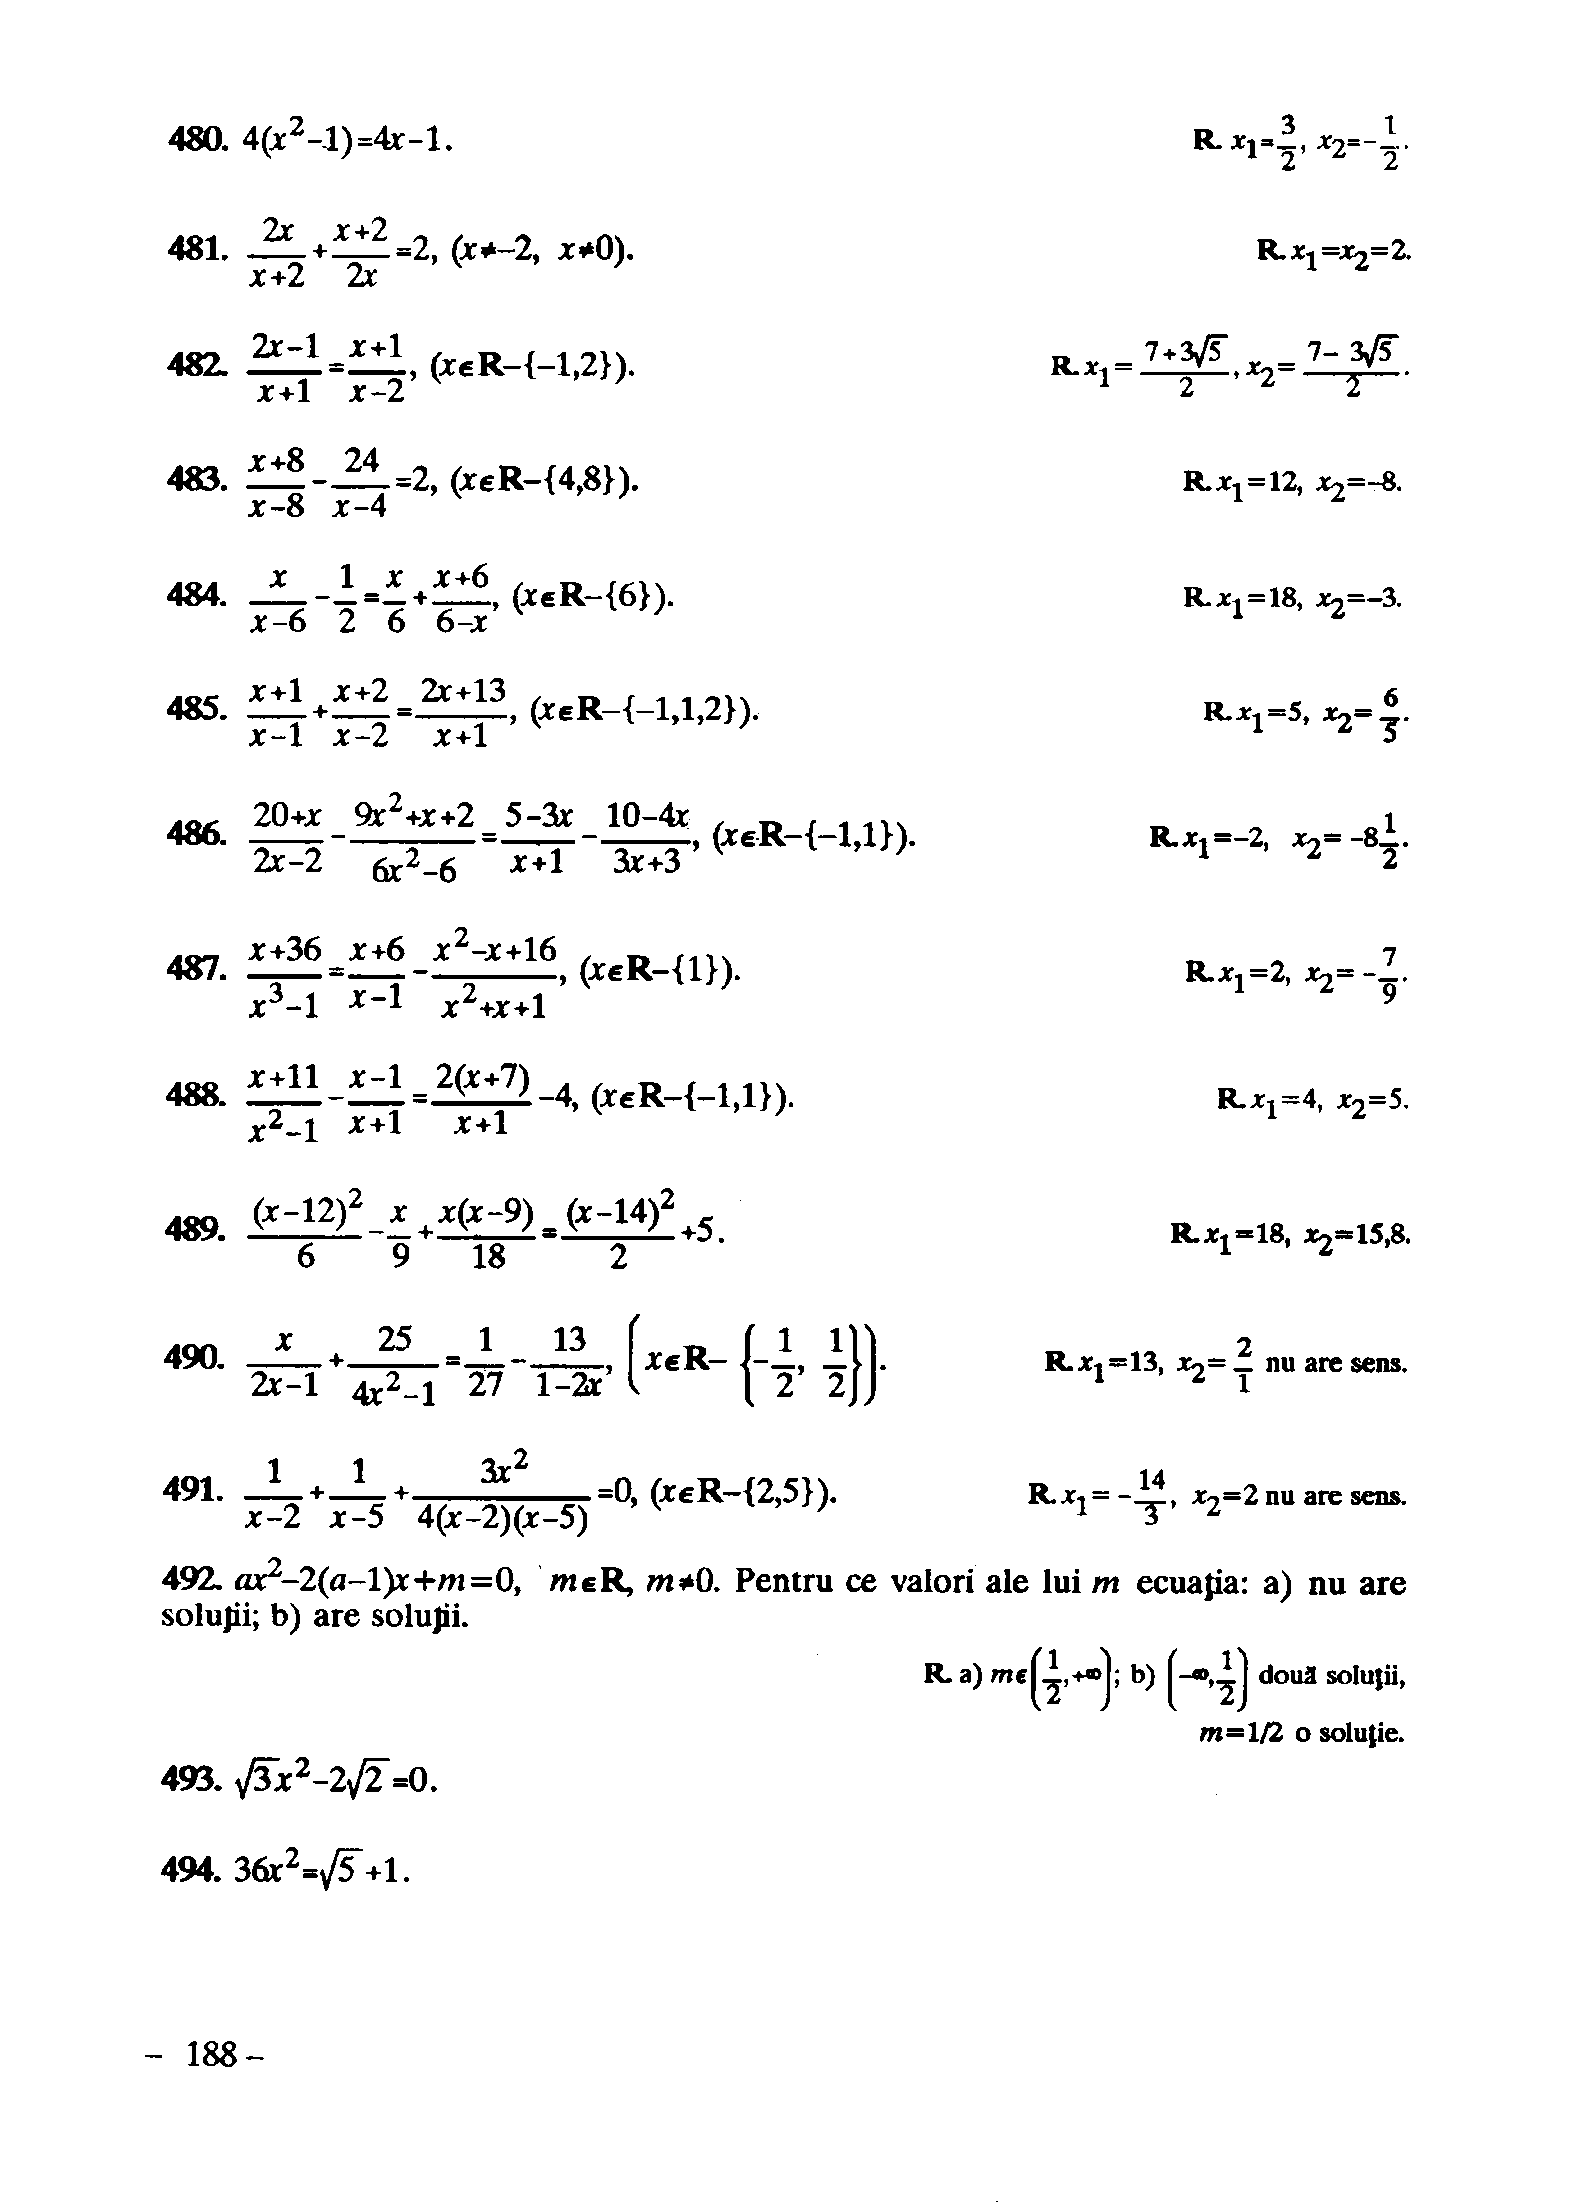 480. 4(x²-1)=4x-1. R. x₁=3/2, x₂=-1/2.
481. 2x/(x+2)+(x+2)/2x=2, (x≠-2, x≠0). R. x₁=x₂=2.
482. (2x-1)/(x+1)=(x+1)/(x-2), (x∈R-{-1,2}). R. x₁=(7+3√5)/2, x₂=(7-3√5)/2.
483. (x+8)/(x-8)-24/(x-4)=2, (x∈R-{4,8}). R. x₁=12, x₂=-8.
484. x/(x-6)-1/2=x/6+(x+6)/(6-x), (x∈R-{6}). R. x₁=18, x₂=-3.
485. (x+1)/(x-1)+(x+2)/(x-2)=(2x+13)/(x+1), (x∈R-{-1,1,2}). R. x₁=5, x₂=6/5.
486. (20+x)/(2x-2)-(9x²+x+2)/(6x²-6)=(5-3x)/(x+1)-(10-4x)/(3x+3), (x∈R-{-1,1}). R. x₁=-2, x₂=-8 1/2.
487. (x+36)/(x³-1)=(x+6)/(x-1)-(x²-x+16)/(x²+x+1), (x∈R-{1}). R. x₁=2, x₂=-7/9.
488. (x+11)/(x²-1)-(x-1)/(x+1)=2(x+7)/(x+1)-4, (x∈R-{-1,1}). R. x₁=4, x₂=5.
489. (x-12)²/6-x/9+x(x-9)/18=(x-14)²/2+5. R. x₁=18, x₂=15,8.
490. x/(2x-1)+25/(4x²-1)=1/27-13/(1-2x), (x∈R-{-1/2, 1/2}). R. x₁=13, x₂=2/1 nu are sens.
491. 1/(x-2)+1/(x-5)+3x²/4(x-2)(x-5)=0, (x∈R-{2,5}). R. x₁=-14/3, x₂=2 nu are sens.
492. ax²-2(a-1)x+m=0, m∈R, m≠0. Pentru ce valori ale lui m ecuaţia: a) nu are
soluţii; b) are soluţii.
R. a) m∈(1/2,+∞); b) (-∞,1/2) două soluţii,
m=1/2 o soluţie.
493. √3x²-2√2=0.
494. 36x²=√5+1.
- 188 -